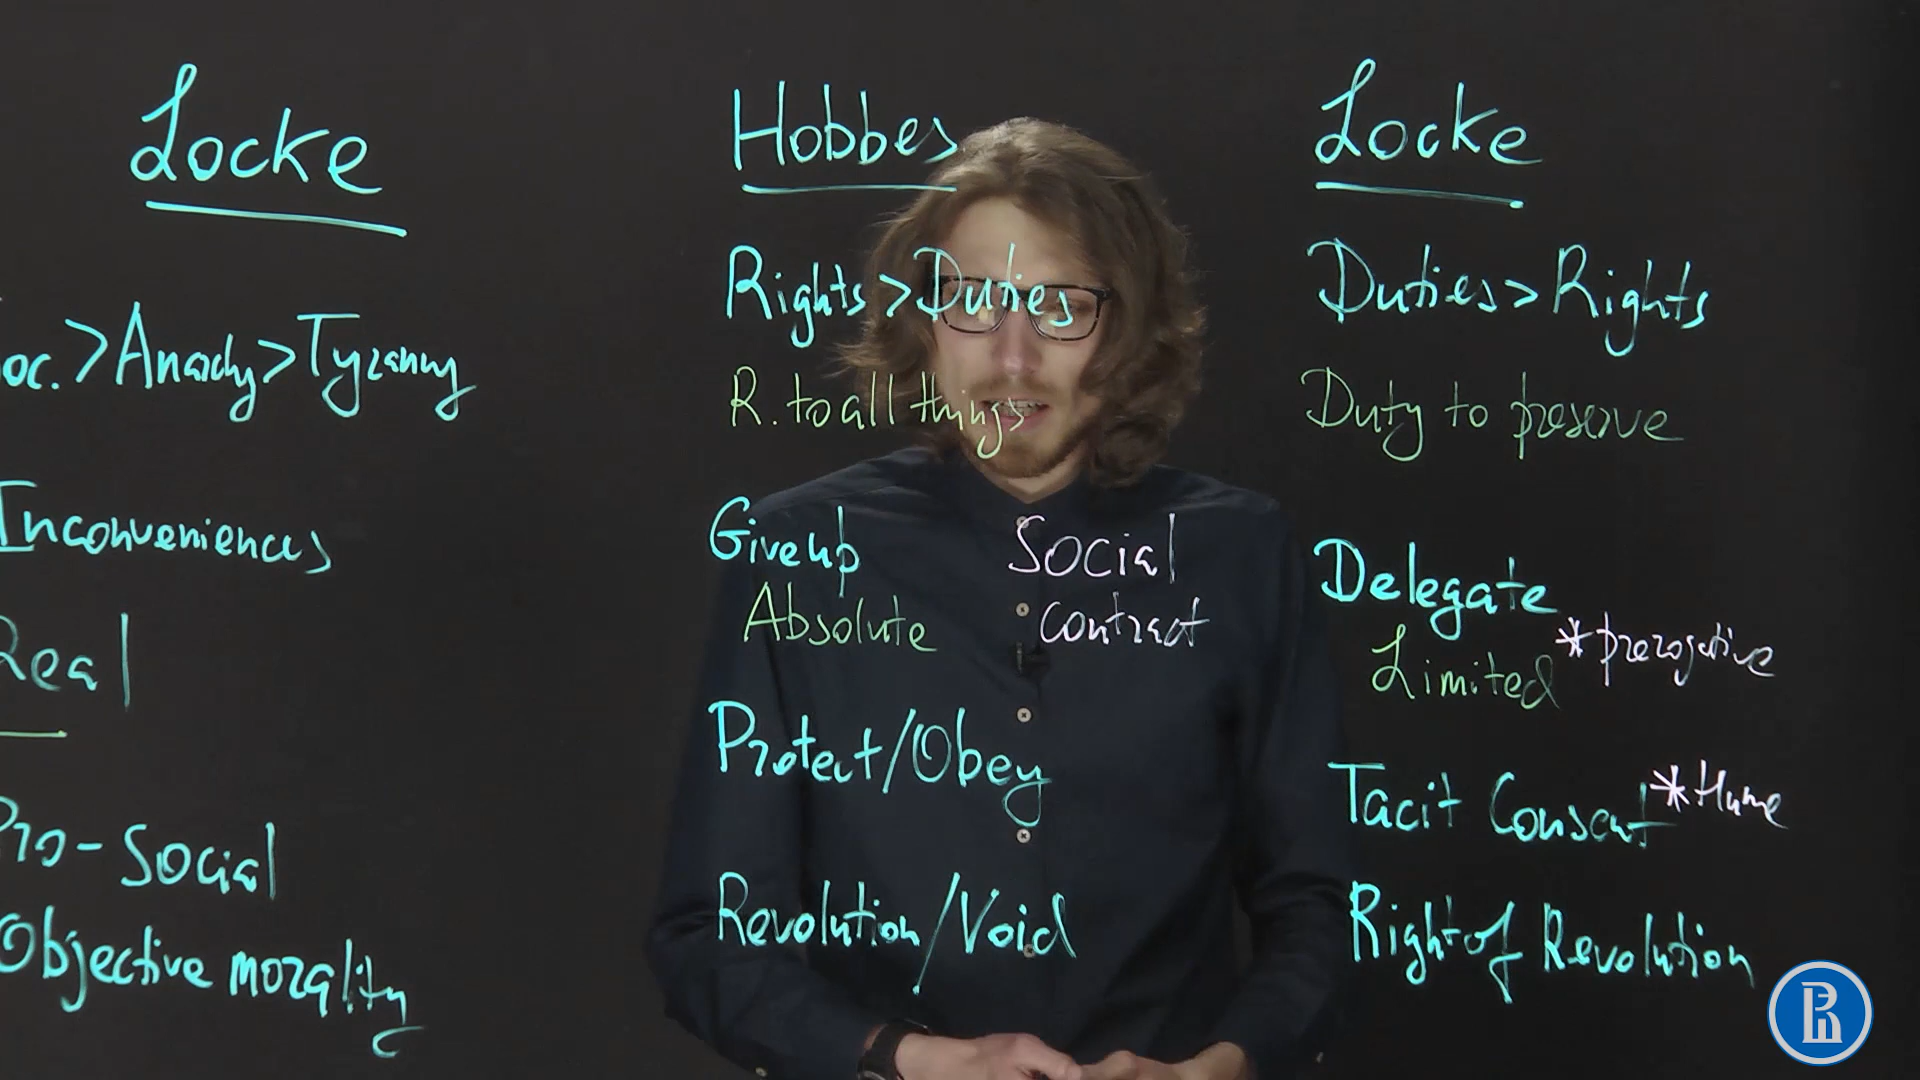 Locke
oc. > Anarchy > Tyranny
Inconveniences
Real
Pro-Social
Objective morality
Hobbes
Rights > Duties
R. to all things
Give up
Absolute
Social
contract
Protect/Obey
Revolution/Void
Locke
Duties > Rights
Duty to preserve
Delegate
Limited *prerogative
Tacit Consent *Hume
Right of Revolution